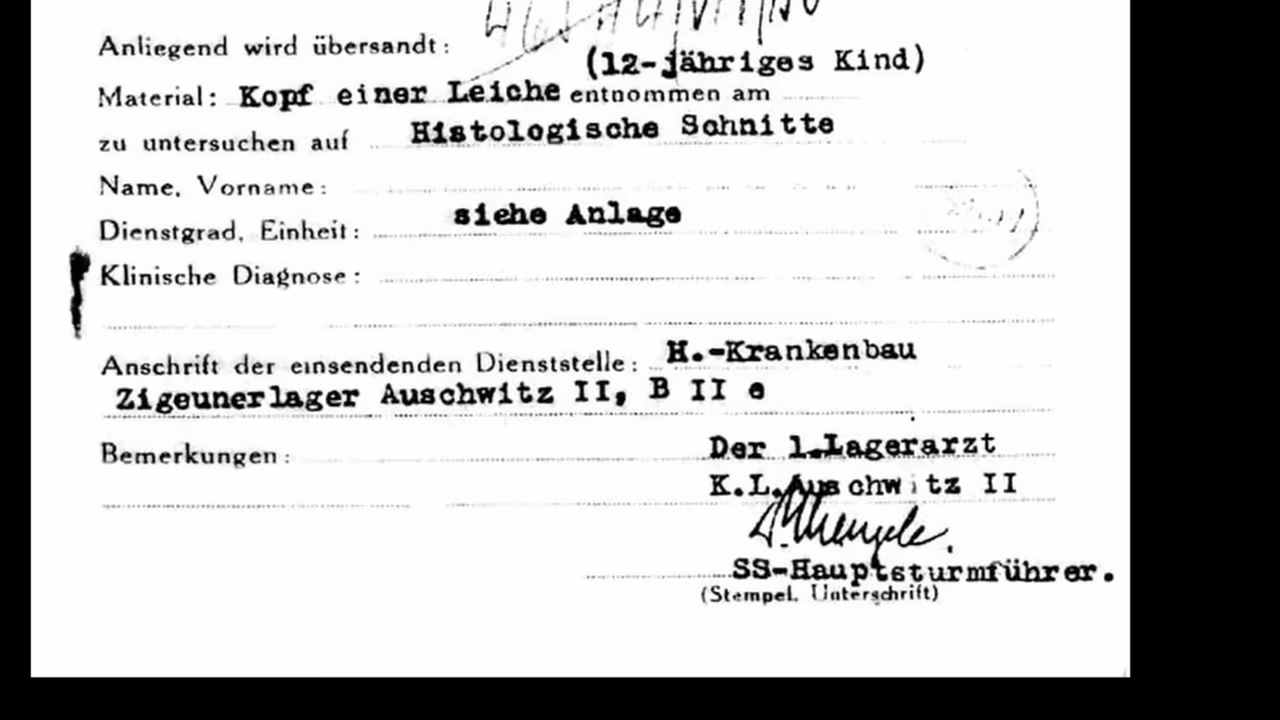 Anliegend wird übersandt:
(12-jähriges Kind)
Material: Kopf einer Leiche entnommen am
zu untersuchen auf Histologische Schnitte
Name, Vorname:
Dienstgrad, Einheit: siehe Anlage
Klinische Diagnose:
Anschrift der einsendenden Dienststelle: H.-Krankenbau
Zigeunerlager Auschwitz II, B II e
Bemerkungen: Der 1.Lagerarzt
K.L.Auschwitz II
Dr. Mengele.
SS-Hauptsturmführer.
(Stempel, Unterschrift)